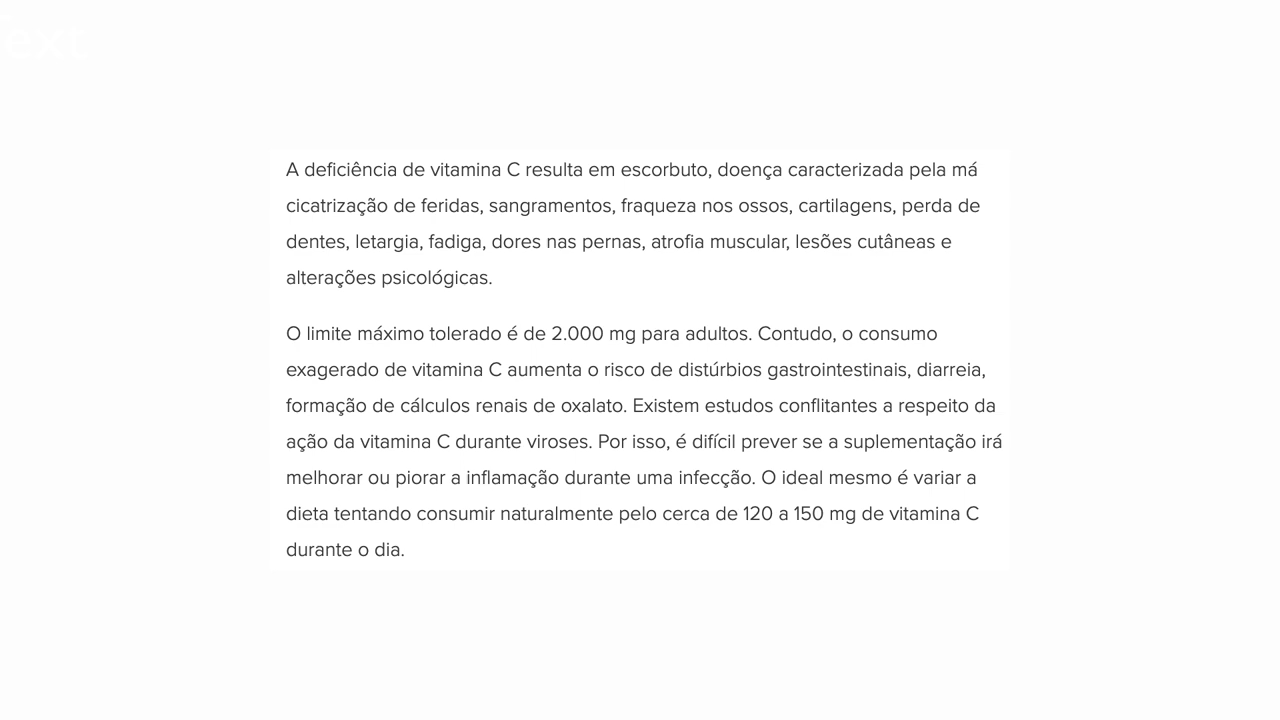 A deficiência de vitamina C resulta em escorbuto, doença caracterizada pela má
cicatrização de feridas, sangramentos, fraqueza nos ossos, cartilagens, perda de
dentes, letargia, fadiga, dores nas pernas, atrofia muscular, lesões cutâneas e
alterações psicológicas.
O limite máximo tolerado é de 2.000 mg para adultos. Contudo, o consumo
exagerado de vitamina C aumenta o risco de distúrbios gastrointestinais, diarreia,
formação de cálculos renais de oxalato. Existem estudos conflitantes a respeito da
ação da vitamina C durante viroses. Por isso, é difícil prever se a suplementação irá
melhorar ou piorar a inflamação durante uma infecção. O ideal mesmo é variar a
dieta tentando consumir naturalmente pelo cerca de 120 a 150 mg de vitamina C
durante o dia.